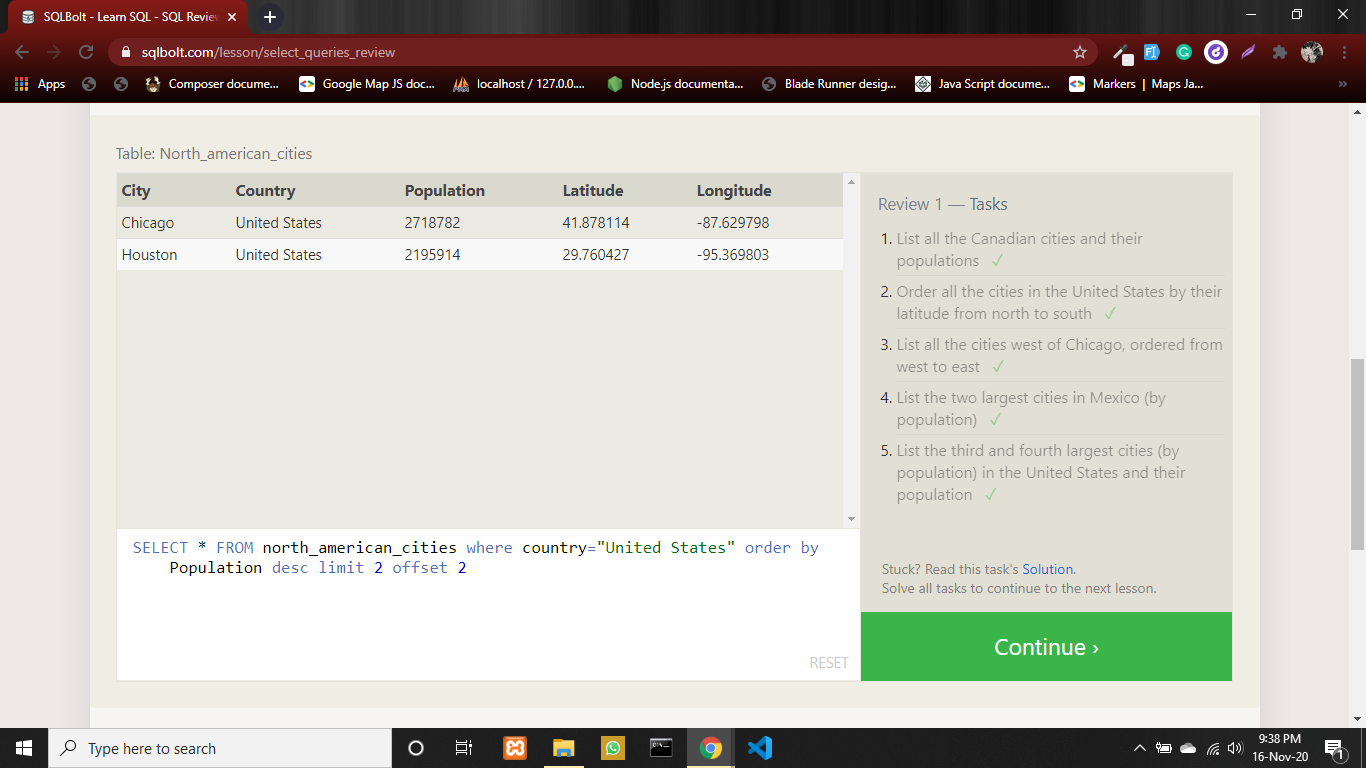 SQLBolt - Learn SQL - SQL Review
sqlbolt.com/lesson/select_queries_review
Apps Composer docume... Google Map JS doc... localhost / 127.0.0.... Node.js documenta... Blade Runner desig... Java Script docume... Markers | Maps Ja... »
Table: North_american_cities
City Country Population Latitude Longitude
Chicago United States 2718782 41.878114 -87.629798
Houston United States 2195914 29.760427 -95.369803
Review 1 — Tasks
1. List all the Canadian cities and their
populations ✓
2. Order all the cities in the United States by their
latitude from north to south ✓
3. List all the cities west of Chicago, ordered from
west to east ✓
4. List the two largest cities in Mexico (by
population) ✓
5. List the third and fourth largest cities (by
population) in the United States and their
population ✓
SELECT * FROM north_american_cities where country="United States" order by
Population desc limit 2 offset 2
RESET
Stuck? Read this task's Solution.
Solve all tasks to continue to the next lesson.
Continue ›
Type here to search
9:38 PM
16-Nov-20
1